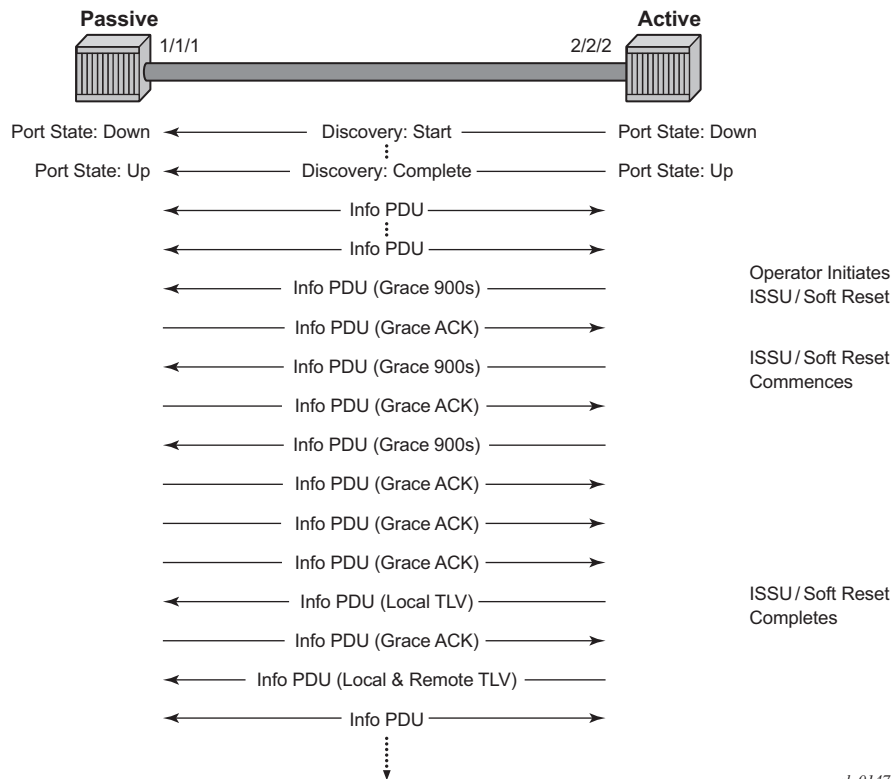 Passive
Active
1/1/1
2/2/2
Port State: Down
Discovery: Start
Port State: Down
Port State: Up
Discovery: Complete
Port State: Up
Info PDU
Info PDU
Operator Initiates
ISSU/Soft Reset
Info PDU (Grace 900s)
Info PDU (Grace ACK)
ISSU/Soft Reset
Commences
Info PDU (Grace 900s)
Info PDU (Grace ACK)
Info PDU (Grace 900s)
Info PDU (Grace ACK)
Info PDU (Grace ACK)
Info PDU (Grace ACK)
ISSU/Soft Reset
Completes
Info PDU (Local TLV)
Info PDU (Grace ACK)
Info PDU (Local & Remote TLV)
Info PDU